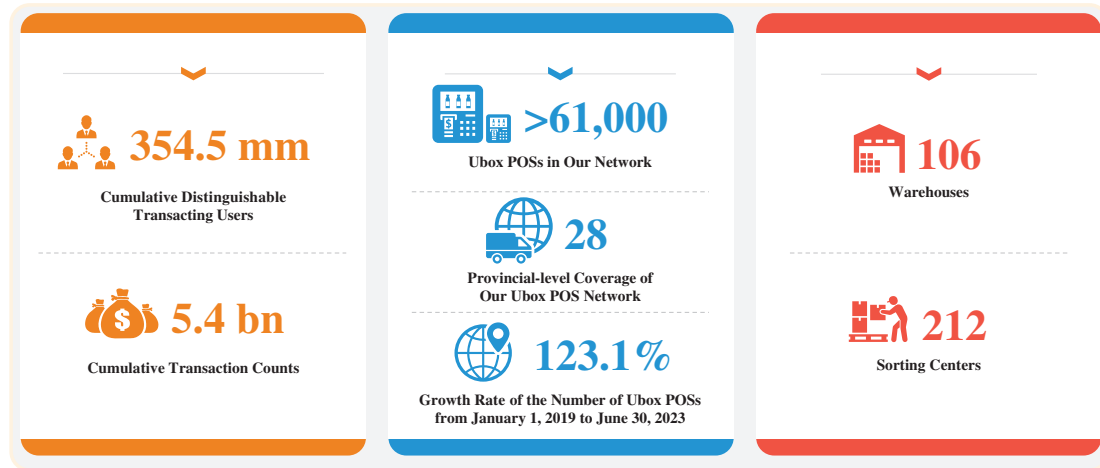 354.5 mm
Cumulative Distinguishable
Transacting Users
5.4 bn
Cumulative Transaction Counts
>61,000
Ubox POSs in Our Network
28
Provincial-level Coverage of
Our Ubox POS Network
123.1%
Growth Rate of the Number of Ubox POSs
from January 1, 2019 to June 30, 2023
106
Warehouses
212
Sorting Centers